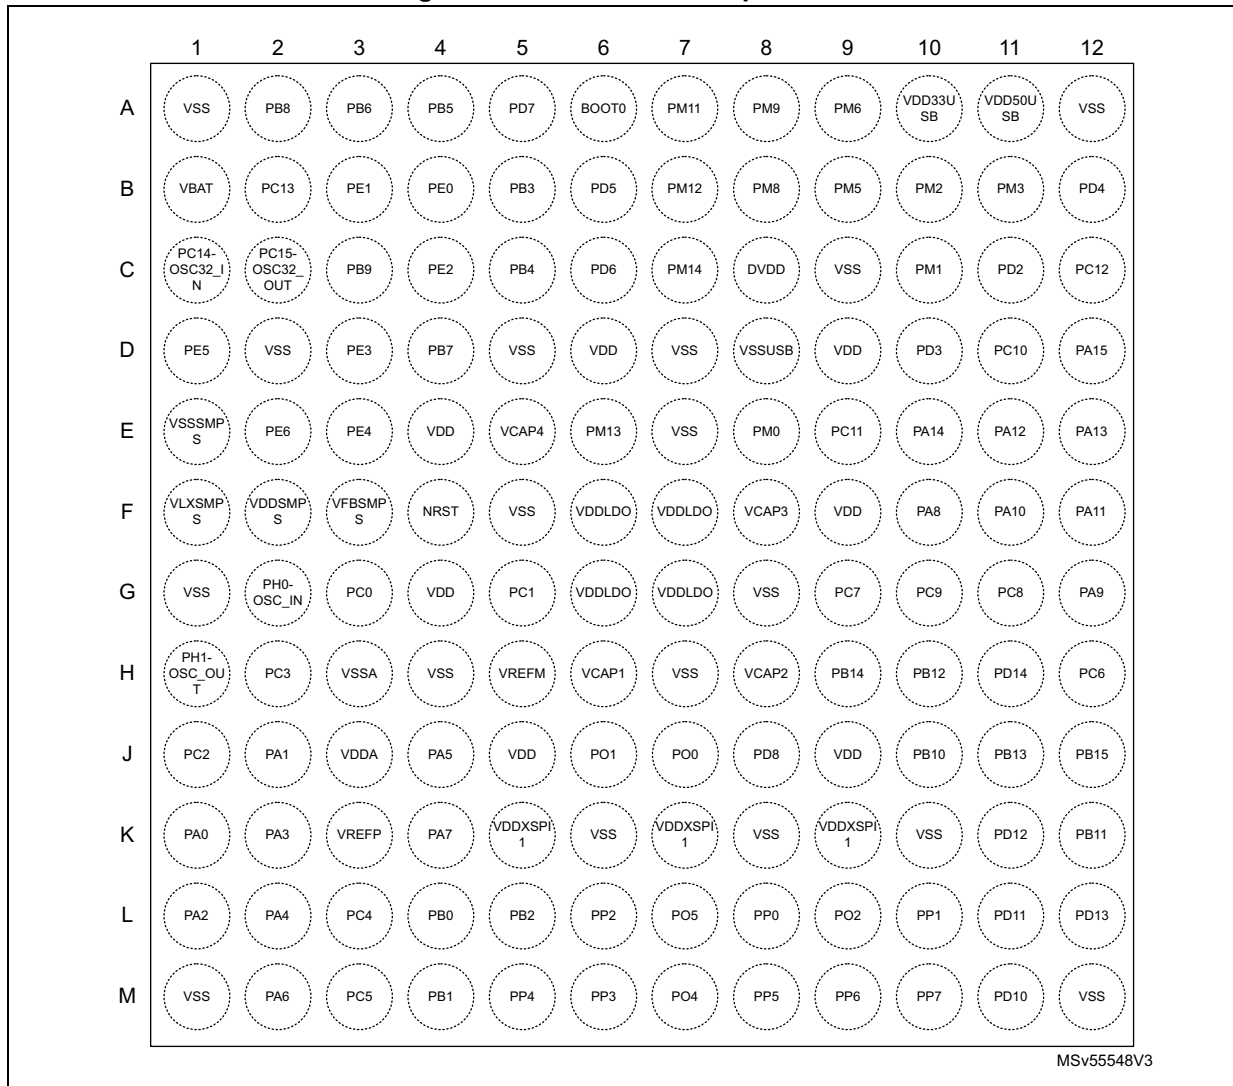 1 2 3 4 5 6 7 8 9 10 11 12
A VSS PB8 PB6 PB5 PD7 BOOT0 PM11 PM9 PM6 VDD33U SB VDD50U SB VSS
B VBAT PC13 PE1 PE0 PB3 PD5 PM12 PM8 PM5 PM2 PM3 PD4
C PC14-OSC32_I N PC15-OSC32_ OUT PB9 PE2 PB4 PD6 PM14 DVDD VSS PM1 PD2 PC12
D PE5 VSS PE3 PB7 VSS VDD VSS VSSUSB VDD PD3 PC10 PA15
E VSSSMP S PE6 PE4 VDD VCAP4 PM13 VSS PM0 PC11 PA14 PA12 PA13
F VLXSMP S VDDSMP S VFBSMP S NRST VSS VDDLDO VDDLDO VCAP3 VDD PA8 PA10 PA11
G VSS PH0-OSC_IN PC0 VDD PC1 VDDLDO VDDLDO VSS PC7 PC9 PC8 PA9
H PH1-OSC_OU T PC3 VSSA VSS VREFM VCAP1 VSS VCAP2 PB14 PB12 PD14 PC6
J PC2 PA1 VDDA PA5 VDD PO1 PO0 PD8 VDD PB10 PB13 PB15
K PA0 PA3 VREFP PA7 VDDXSPI 1 VSS VDDXSPI 1 VSS VDDXSPI 1 VSS PD12 PB11
L PA2 PA4 PC4 PB0 PB2 PP2 PO5 PP0 PO2 PP1 PD11 PD13
M VSS PA6 PC5 PB1 PP4 PP3 PO4 PP5 PP6 PP7 PD10 VSS
MSv55548V3